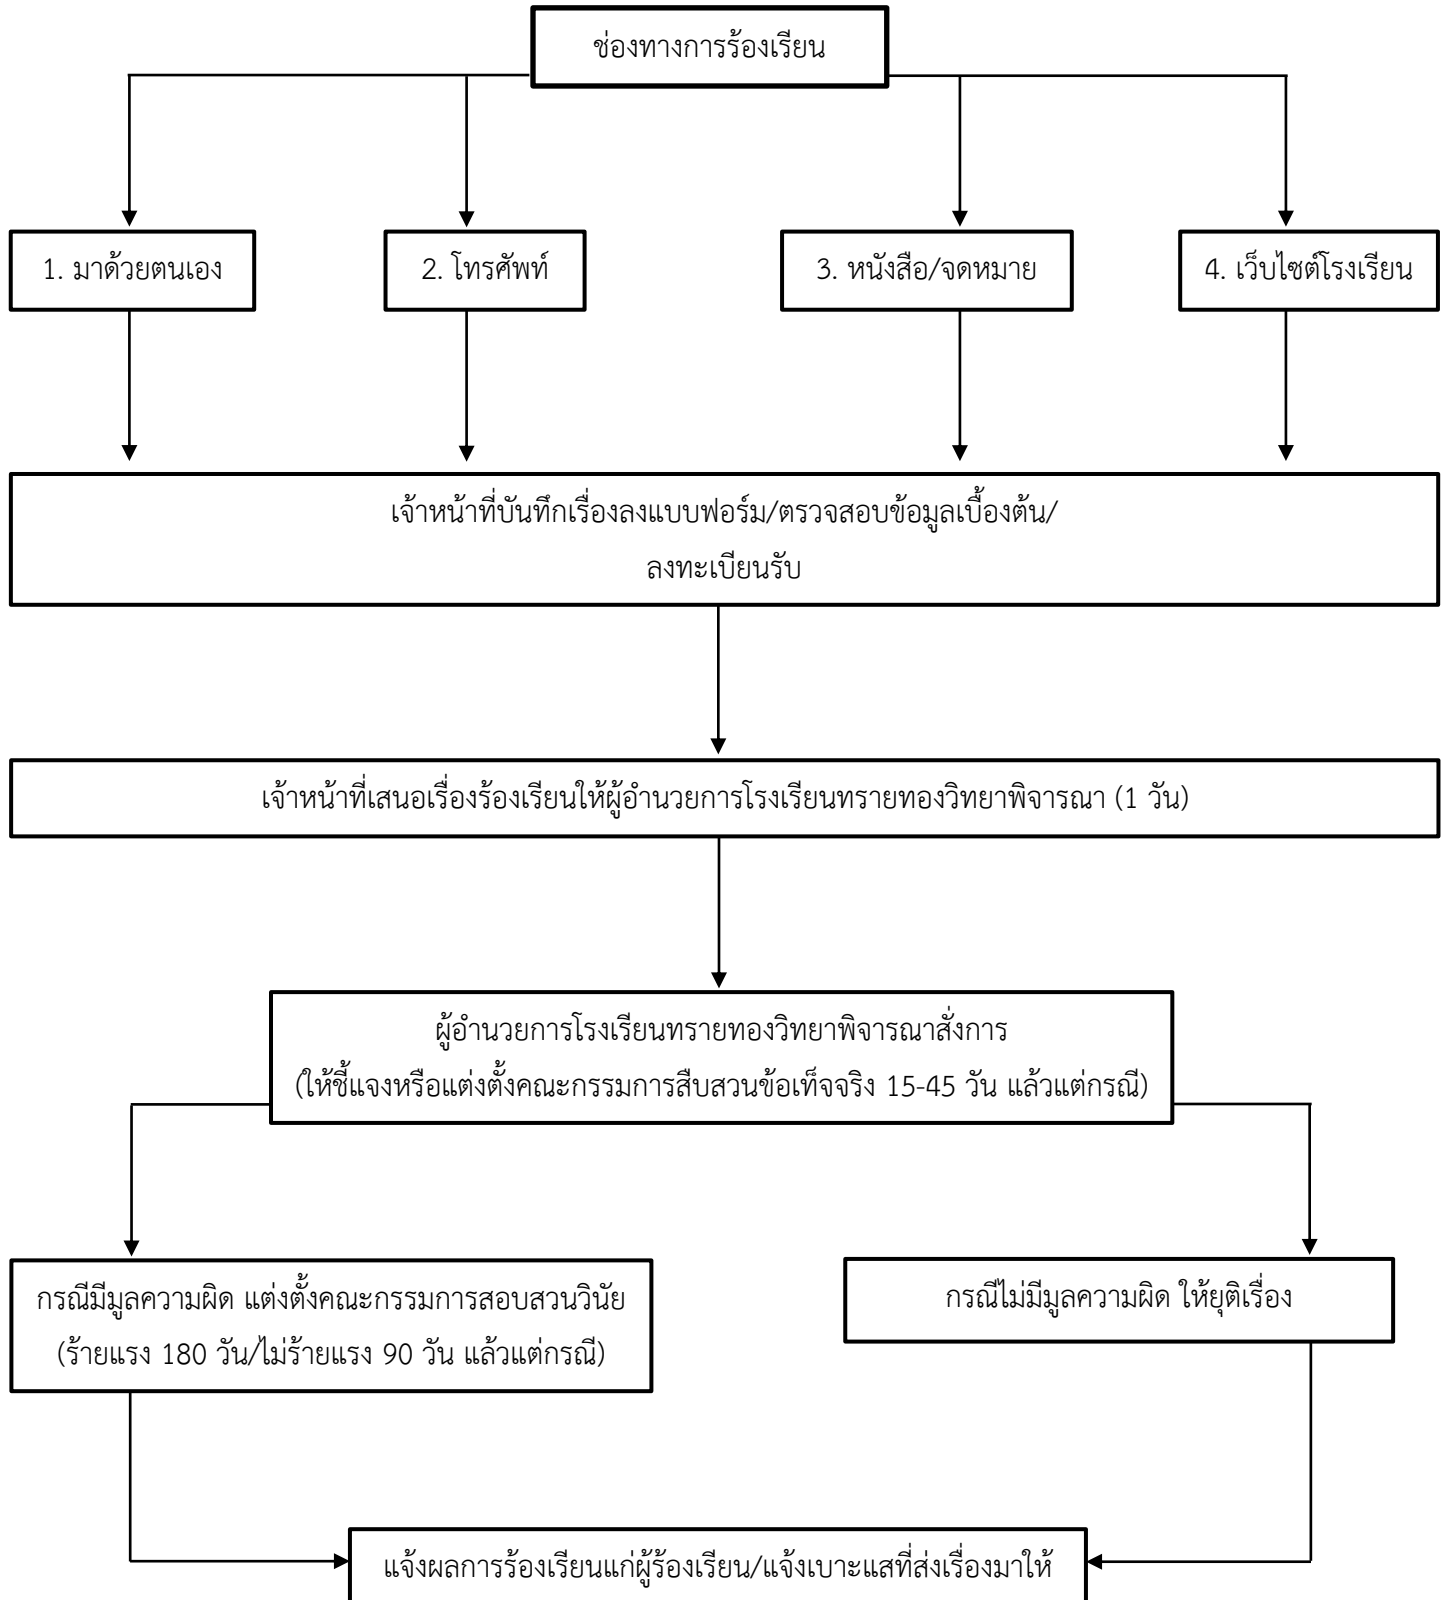 ช่องทางการร้องเรียน
1. มาด้วยตนเอง
2. โทรศัพท์
3. หนังสือ/จดหมาย
4. เว็บไซต์โรงเรียน
เจ้าหน้าที่บันทึกเรื่องลงแบบฟอร์ม/ตรวจสอบข้อมูลเบื้องต้น/
ลงทะเบียนรับ
เจ้าหน้าที่เสนอเรื่องร้องเรียนให้ผู้อำนวยการโรงเรียนทรายทองวิทยาพิจารณา (1 วัน)
ผู้อำนวยการโรงเรียนทรายทองวิทยาพิจารณาสั่งการ
(ให้ชี้แจงหรือแต่งตั้งคณะกรรมการสืบสวนข้อเท็จจริง 15-45 วัน แล้วแต่กรณี)
กรณีมีมูลความผิด แต่งตั้งคณะกรรมการสอบสวนวินัย
(ร้ายแรง 180 วัน/ไม่ร้ายแรง 90 วัน แล้วแต่กรณี)
กรณีไม่มีมูลความผิด ให้ยุติเรื่อง
แจ้งผลการร้องเรียนแก่ผู้ร้องเรียน/แจ้งเบาะแสที่ส่งเรื่องมาให้